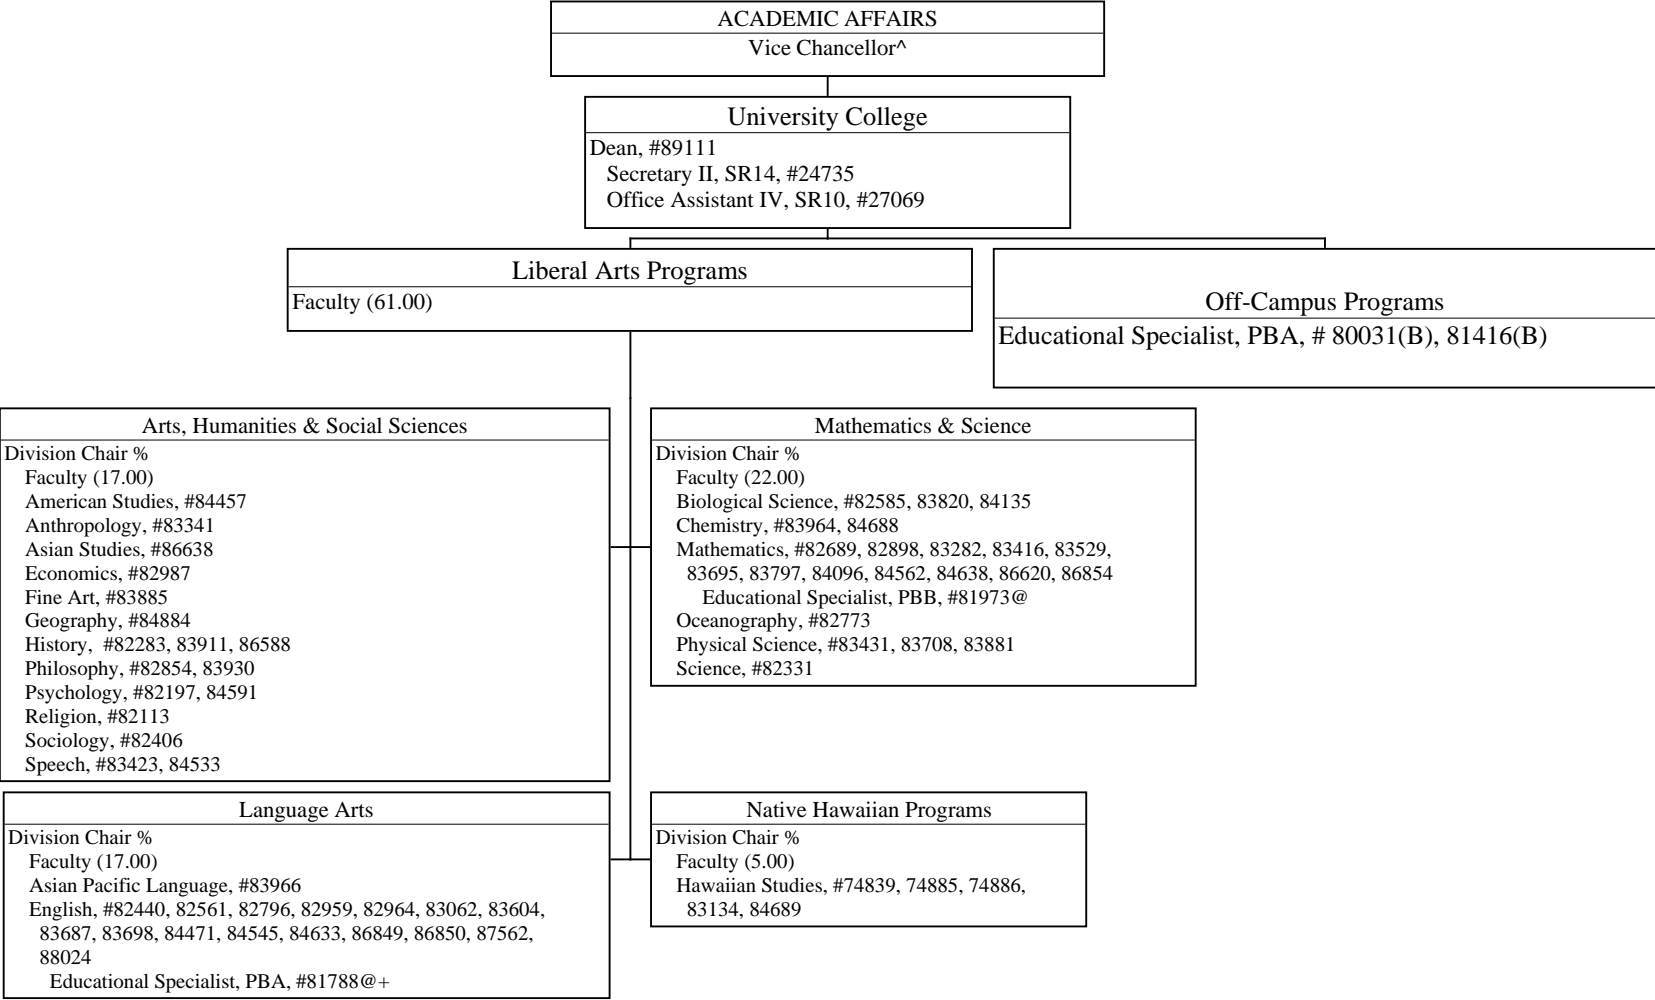 ACADEMIC AFFAIRS
Vice Chancellor^
University College
Dean, #89111
Secretary II, SR14, #24735
Office Assistant IV, SR10, #27069
Liberal Arts Programs
Faculty (61.00)
Off-Campus Programs
Educational Specialist, PBA, # 80031(B), 81416(B)
Arts, Humanities & Social Sciences
Division Chair %
Faculty (17.00)
American Studies, #84457
Anthropology, #83341
Asian Studies, #86638
Economics, #82987
Fine Art, #83885
Geography, #84884
History, #82283, 83911, 86588
Philosophy, #82854, 83930
Psychology, #82197, 84591
Religion, #82113
Sociology, #82406
Speech, #83423, 84533
Mathematics & Science
Division Chair %
Faculty (22.00)
Biological Science, #82585, 83820, 84135
Chemistry, #83964, 84688
Mathematics, #82689, 82898, 83282, 83416, 83529,
83695, 83797, 84096, 84562, 84638, 86620, 86854
Educational Specialist, PBB, #81973@
Oceanography, #82773
Physical Science, #83431, 83708, 83881
Science, #82331
Language Arts
Division Chair %
Faculty (17.00)
Asian Pacific Language, #83966
English, #82440, 82561, 82796, 82959, 82964, 83062, 83604,
83687, 83698, 84471, 84545, 84633, 86849, 86850, 87562,
88024
Educational Specialist, PBA, #81788@+
Native Hawaiian Programs
Division Chair %
Faculty (5.00)
Hawaiian Studies, #74839, 74885, 74886,
83134, 84689